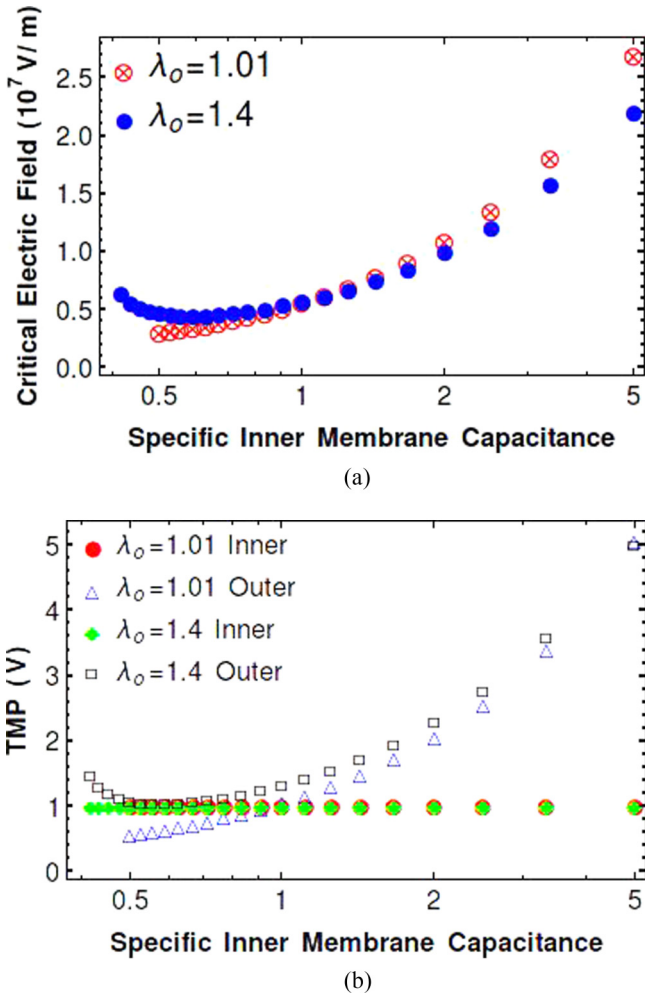 λo=1.01
λo=1.4
Critical Electric Field (10⁷ V/m)
2.5
2.0
1.5
1.0
0.5
0.0
0.5 1 2 5
Specific Inner Membrane Capacitance
(a)
λo=1.01 Inner
λo=1.01 Outer
λo=1.4 Inner
λo=1.4 Outer
TMP (V)
5
4
3
2
1
0
0.5 1 2 5
Specific Inner Membrane Capacitance
(b)